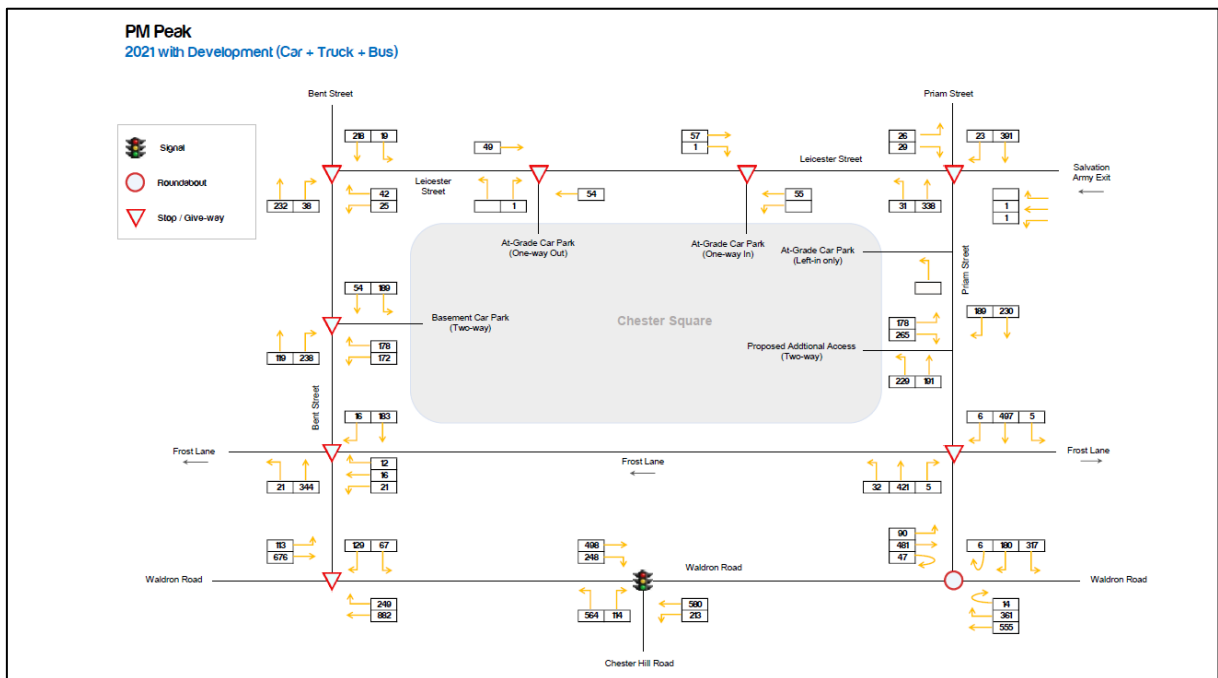 PM Peak
2021 with Development (Car + Truck + Bus)
Bent Street
Priam Street
Signal
Roundabout
Stop / Give-way
218 19
49
57
1
26
29
23 391
Leicester Street
Salvation
Army Exit
Leicester
Street
232 38
42
25
1
54
55
31 338
1
1
At-Grade Car Park
(One-way Out)
At-Grade Car Park
(One-way In)
At-Grade Car Park
(Left-in only)
Priam Street
54 189
Basement Car Park
(Two-way)
Chester Square
178
265
189 230
Proposed Addtional Access
(Two-way)
119 238
178
172
229 191
Bent Street
16 183
6 497 5
Frost Lane
Frost Lane
Frost Lane
21 344
12
16
21
32 421 5
113
676
129 67
498
248
90
481
47
6 180 317
Waldron Road
Waldron Road
Waldron Road
249
882
564 114
580
213
14
361
555
Chester Hill Road